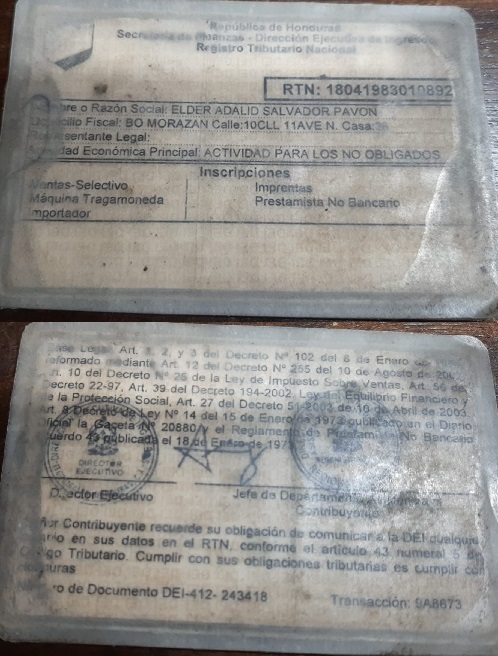 República de Honduras
Secretaría de Finanzas - Dirección Ejecutiva de Ingresos
Registro Tributario Nacional
RTN: 18041983010892
Nombre o Razón Social: ELDER ADALID SALVADOR PAVON
Domicilio Fiscal: BO MORAZAN Calle:10CLL 11AVE N. Casa:
Representante Legal:
Actividad Económica Principal: ACTIVIDAD PARA LOS NO OBLIGADOS
Inscripciones
Ventas-Selectivo Imprentas
Máquina Tragamoneda Prestamista No Bancario
Importador
Base Legal: Art. 1, 2, y 3 del Decreto Nº 102 del 8 de Enero
reformado mediante Art. 12 del Decreto Nº 255 del 10 de Agosto de
Art. 10 del Decreto Nº 25 de la Ley de Impuesto Sobre Ventas, Art. 56 de
Decreto 22-97, Art. 39 del Decreto 194-2002, Ley del Equilibrio Financiero y
la Protección Social, Art. 27 del Decreto 51-2003 de 10 de Abril de 2003.
Art. 8 Decreto de Ley Nº 14 del 15 de Enero de 1973 publicado en el Diario
Oficial la Gaceta Nº 20880 y el Reglamento de Prestamista No Bancario
Acuerdo 43 publicado el 18 de Enero de 197
DIRECTOR
EJECUTIVO
Director Ejecutivo Jefe de Departamento
Contribuyente
Contribuyente recuerde su obligación de comunicar a la DEI cualquier
en sus datos en el RTN, conforme el artículo 43 numeral 5 de
Código Tributario. Cumplir con sus obligaciones tributarias es cumplir con
Honduras
ro de Documento DEI-412- 243418 Transacción: 9A8673